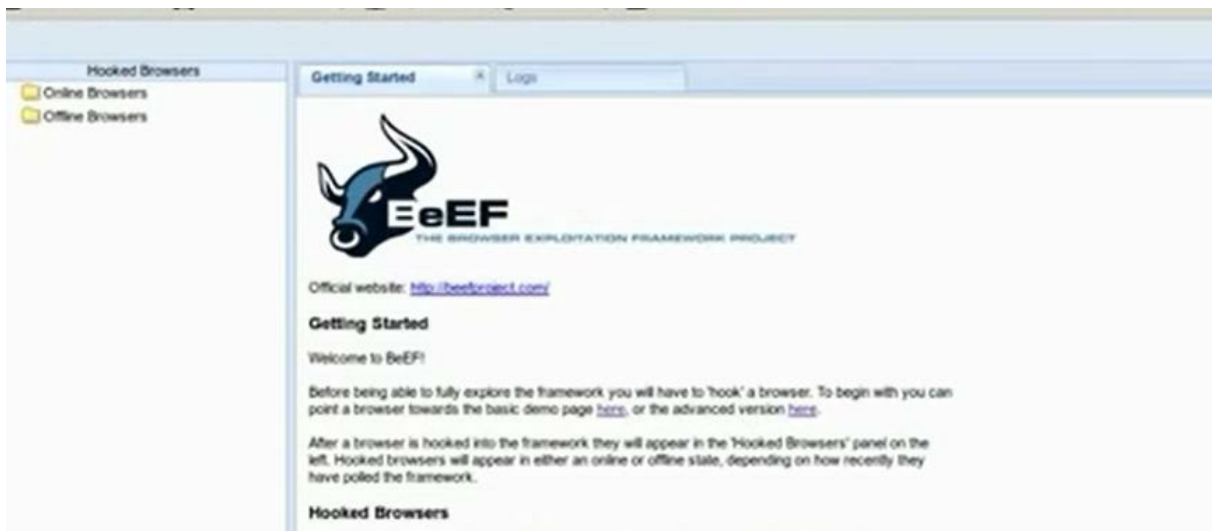 Hooked Browsers
Getting Started
Logs
Online Browsers
Offline Browsers
BeEF
THE BROWSER EXPLOITATION FRAMEWORK PROJECT
Official website: http://beefproject.com/
Getting Started
Welcome to BeEF!
Before being able to fully explore the framework you will have to 'hook' a browser. To begin with you can
point a browser towards the basic demo page here, or the advanced version here.
After a browser is hooked into the framework they will appear in the 'Hooked Browsers' panel on the
left. Hooked browsers will appear in either an online or offline state, depending on how recently they
have polled the framework.
Hooked Browsers